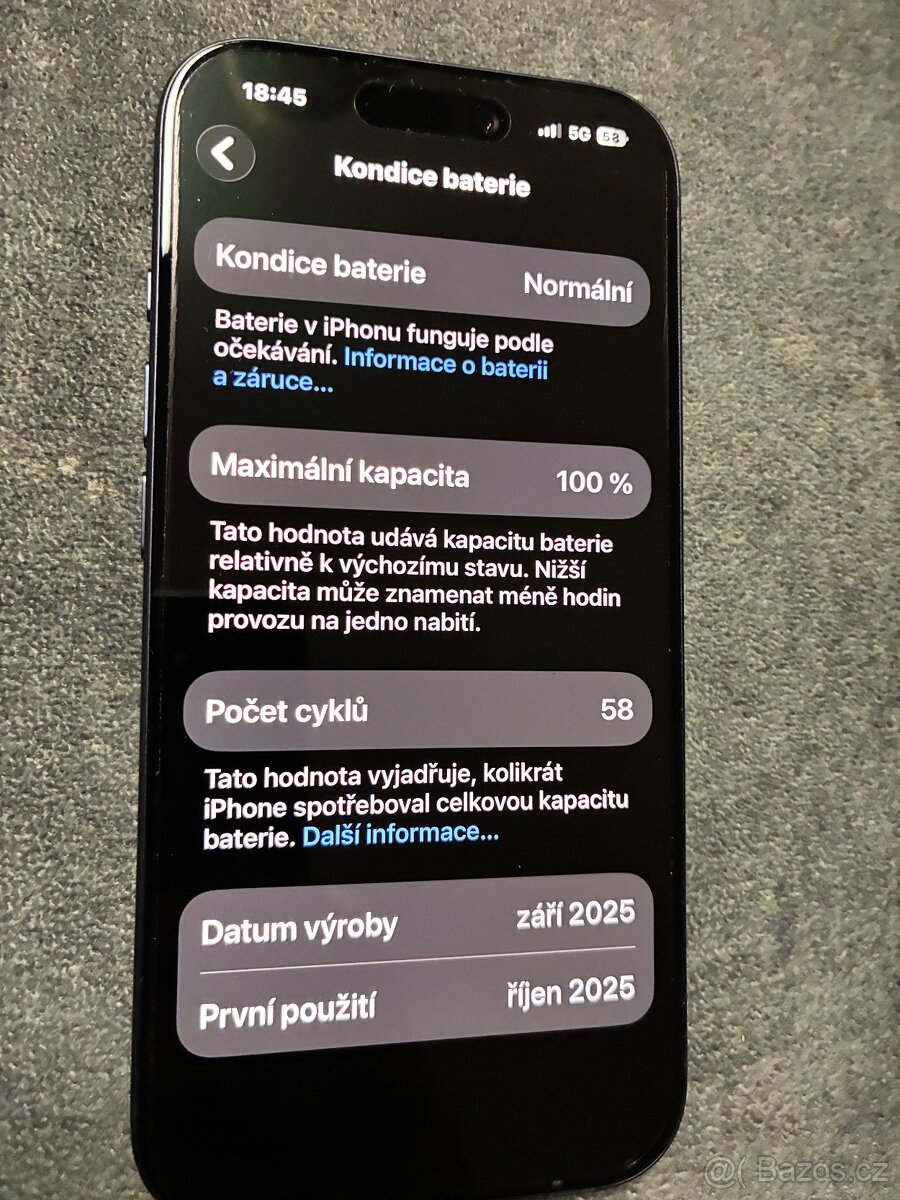 18:45
5G 58
Kondice baterie
Kondice baterie Normální
Baterie v iPhonu funguje podle
očekávání. Informace o baterii
a záruce...
Maximální kapacita 100 %
Tato hodnota udává kapacitu baterie
relativně k výchozímu stavu. Nižší
kapacita může znamenat méně hodin
provozu na jedno nabití.
Počet cyklů 58
Tato hodnota vyjadřuje, kolikrát
iPhone spotřeboval celkovou kapacitu
baterie. Další informace...
Datum výroby září 2025
První použití říjen 2025
@( Bazos.cz